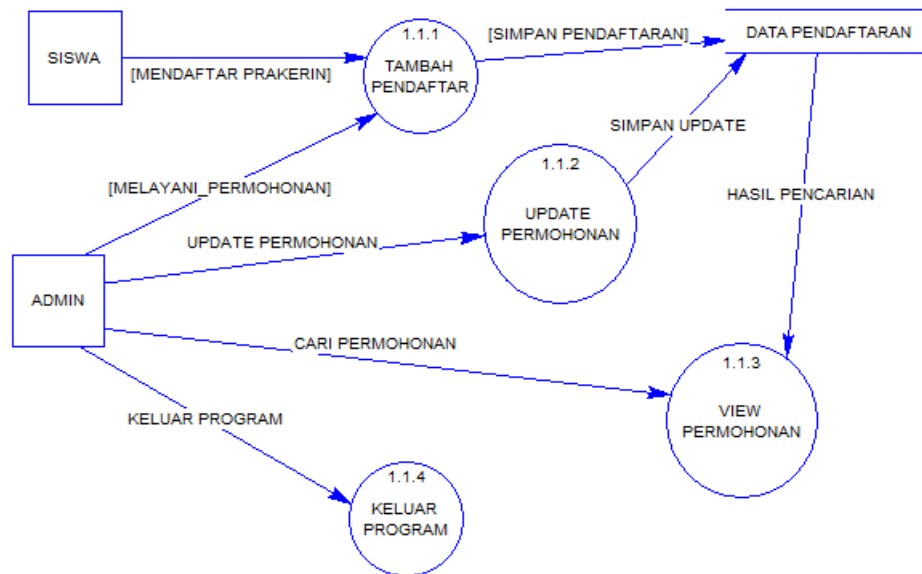 1.1.1
[SIMPAN PENDAFTARAN]
DATA PENDAFTARAN
SISWA
TAMBAH
PENDAFTAR
[MENDAFTAR PRAKERIN]
SIMPAN UPDATE
1.1.2
[MELAYANI_PERMOHONAN]
HASIL PENCARIAN
UPDATE
PERMOHONAN
UPDATE PERMOHONAN
ADMIN
CARI PERMOHONAN
1.1.3
VIEW
PERMOHONAN
KELUAR PROGRAM
1.1.4
KELUAR
PROGRAM